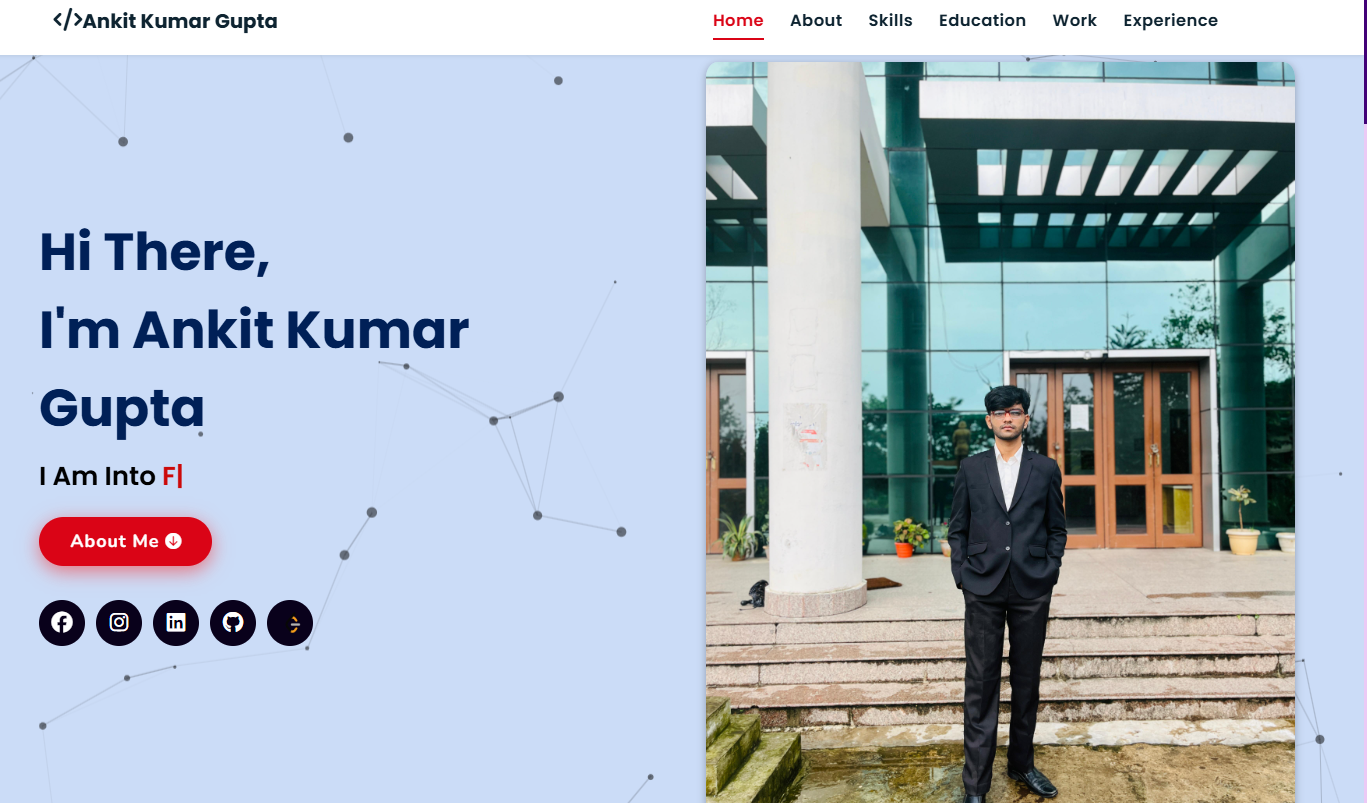 </>Ankit Kumar Gupta
Home About Skills Education Work Experience
Hi There,
I'm Ankit Kumar
Gupta
I Am Into F|
About Me